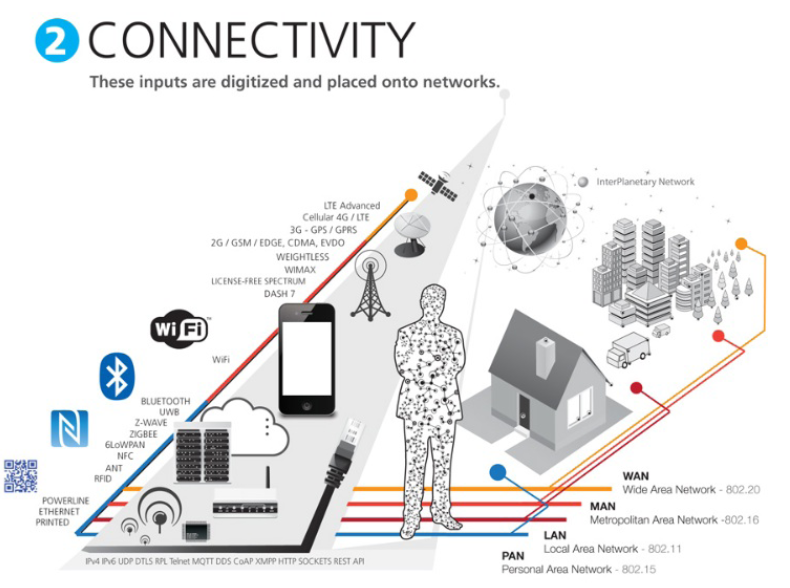 2 CONNECTIVITY
These inputs are digitized and placed onto networks.
InterPlanetary Network
LTE Advanced
Cellular 4G / LTE
3G - GPS / GPRS
2G / GSM / EDGE, CDMA, EVDO
WEIGHTLESS
WIMAX
LICENSE-FREE SPECTRUM
DASH 7
WiFi
WiFi
BLUETOOTH
UWB
Z-WAVE
ZIGBEE
6LoWPAN
NFC
ANT
RFID
POWERLINE
ETHERNET
PRINTED
WAN
Wide Area Network - 802.20
MAN
Metropolitan Area Network -802.16
LAN
Local Area Network - 802.11
PAN
Personal Area Network - 802.15
IPv4 IPv6 UDP DTLS RPL Telnet MQTT DDS CoAP XMPP HTTP SOCKETS REST API